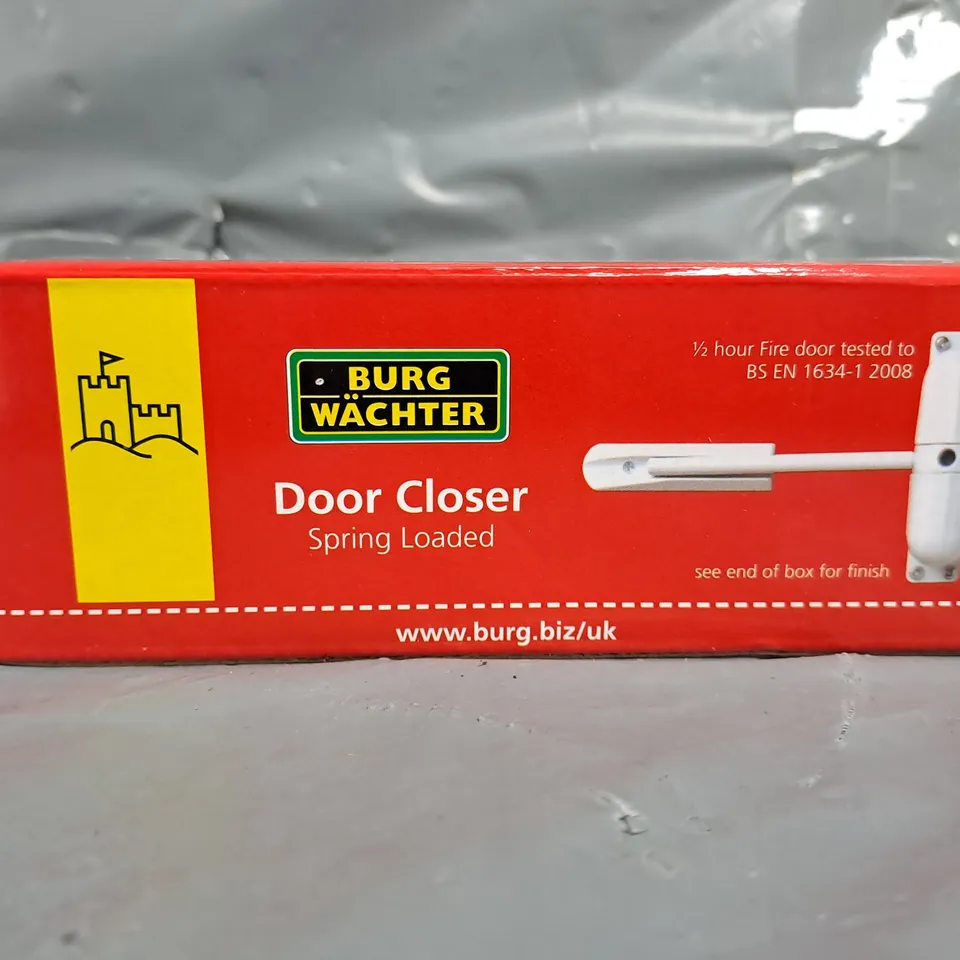 BURG
WÄCHTER
Door Closer
Spring Loaded
½ hour Fire door tested to
BS EN 1634-1 2008
see end of box for finish
www.burg.biz/uk